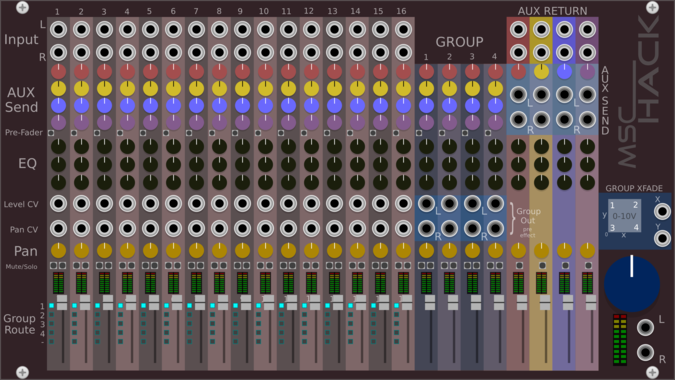 1 2 3 4 5 6 7 8 9 10 11 12 13 14 15 16
AUX RETURN
L
Input
R
GROUP
1 2 3 4
AUX
Send
AUX SEND
L L
R R
Pre-Fader
EQ
Level CV
Pan CV
L L
R R
Group
Out
pre
effect
Pan
Mute/Solo
Group
Route
1
2
3
4
-
MSC
HACK
GROUP XFADE
1 2
0-10V
3 4
y
x
X
Y
L
R